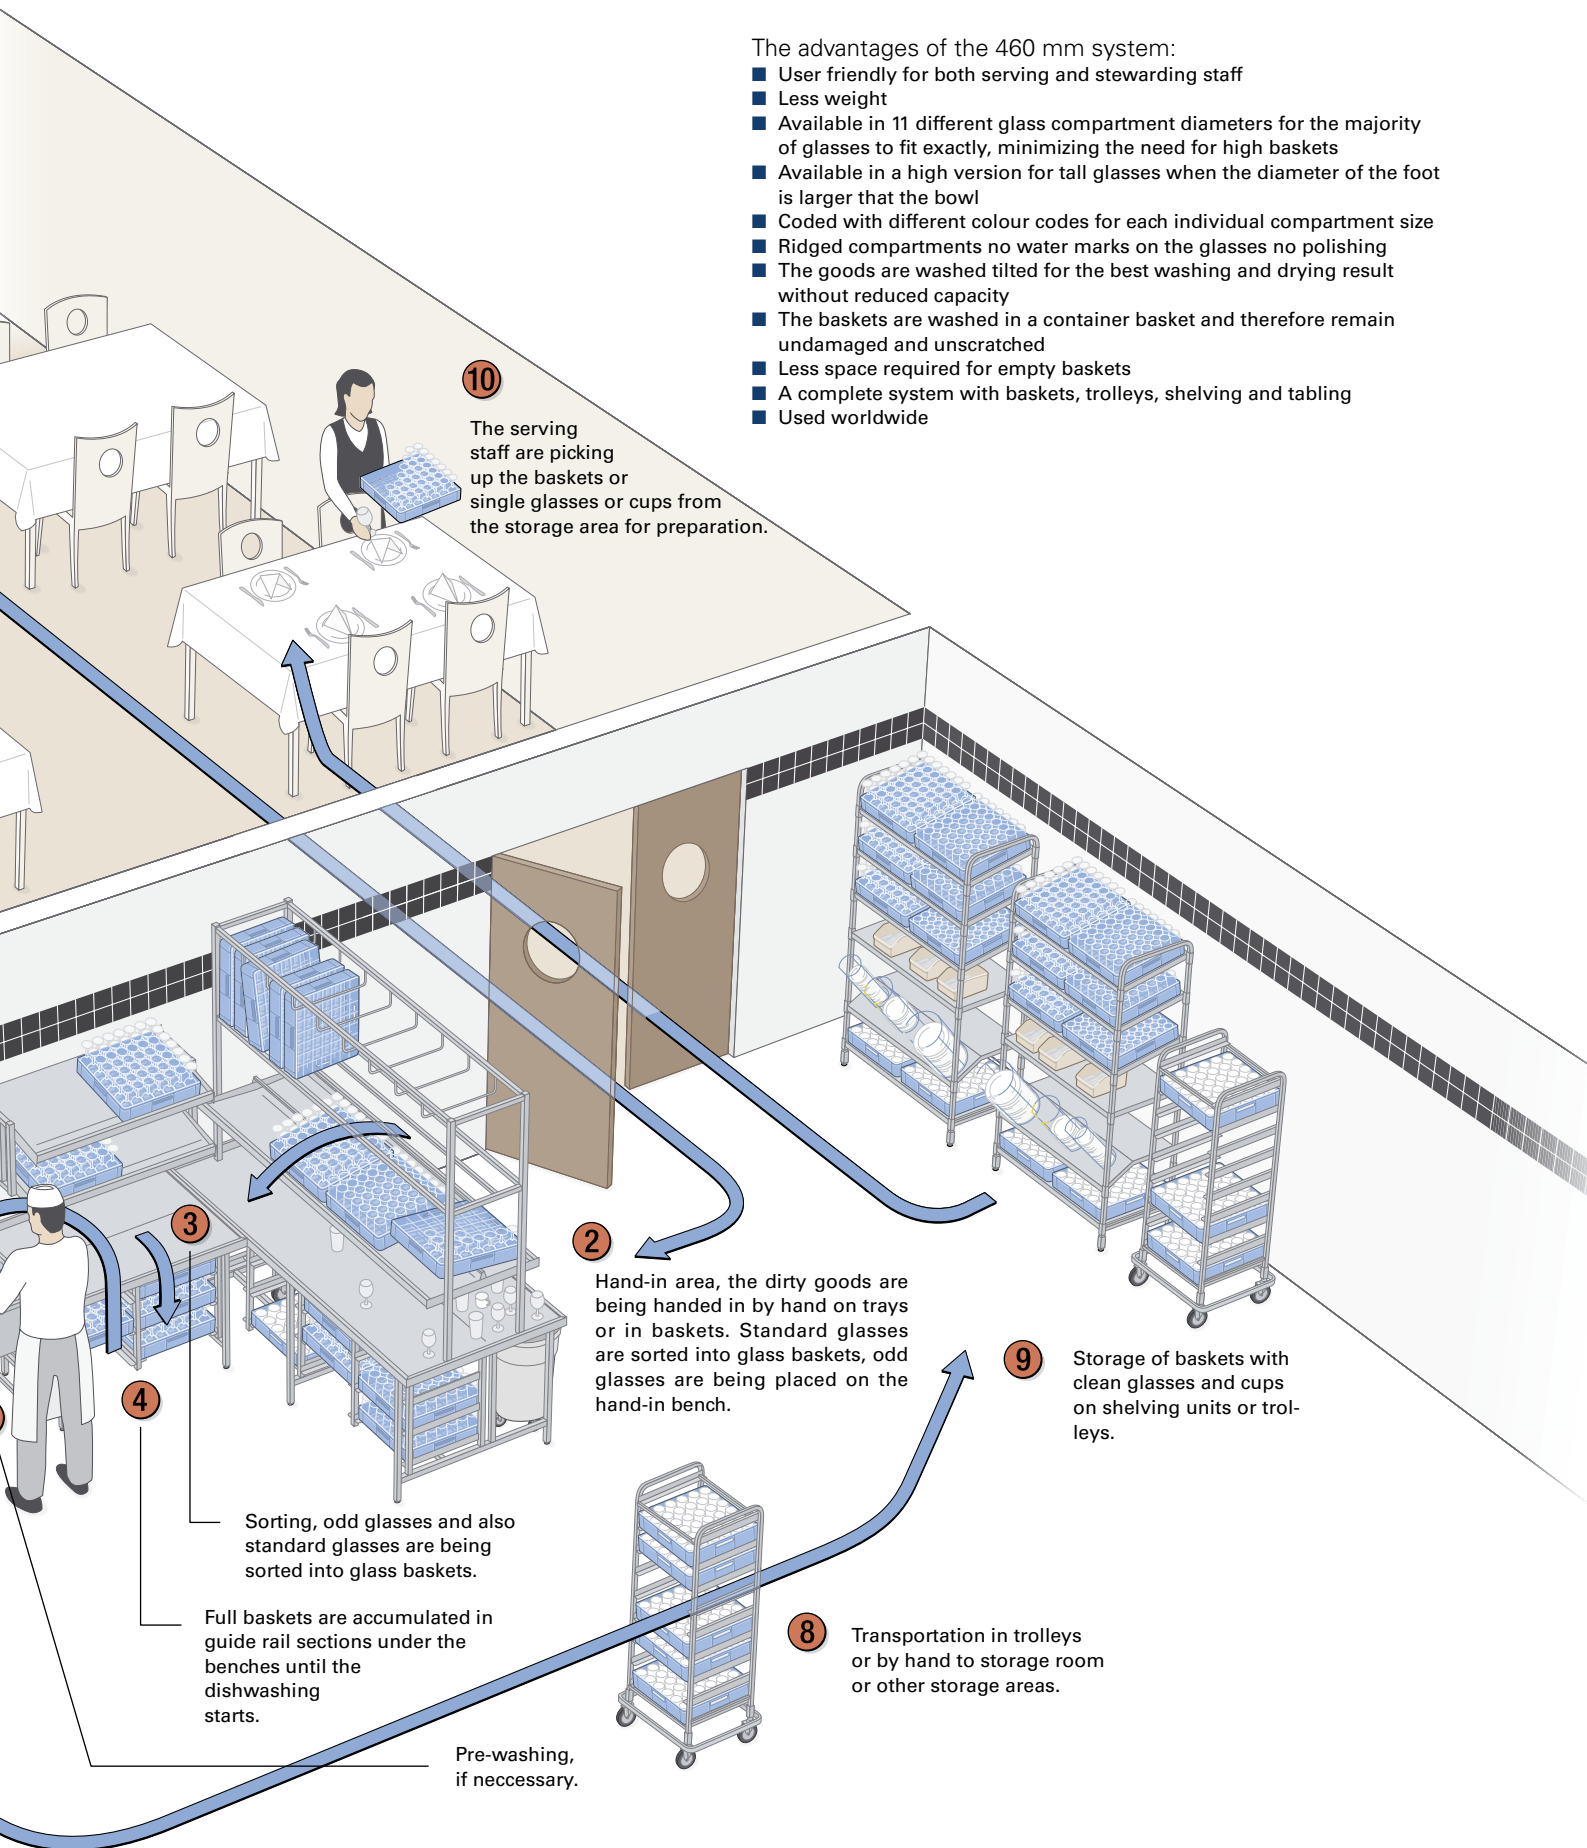 The advantages of the 460 mm system:
■ User friendly for both serving and stewarding staff
■ Less weight
■ Available in 11 different glass compartment diameters for the majority
of glasses to fit exactly, minimizing the need for high baskets
■ Available in a high version for tall glasses when the diameter of the foot
is larger that the bowl
■ Coded with different colour codes for each individual compartment size
■ Ridged compartments no water marks on the glasses no polishing
■ The goods are washed tilted for the best washing and drying result
without reduced capacity
■ The baskets are washed in a container basket and therefore remain
undamaged and unscratched
■ Less space required for empty baskets
■ A complete system with baskets, trolleys, shelving and tabling
■ Used worldwide
10
The serving
staff are picking
up the baskets or
single glasses or cups from
the storage area for preparation.
3
2
Hand-in area, the dirty goods are
being handed in by hand on trays
or in baskets. Standard glasses
are sorted into glass baskets, odd
glasses are being placed on the
hand-in bench.
9
Storage of baskets with
clean glasses and cups
on shelving units or trol-
leys.
4
Sorting, odd glasses and also
standard glasses are being
sorted into glass baskets.
Full baskets are accumulated in
guide rail sections under the
benches until the
dishwashing
starts.
8
Transportation in trolleys
or by hand to storage room
or other storage areas.
Pre-washing,
if neccessary.